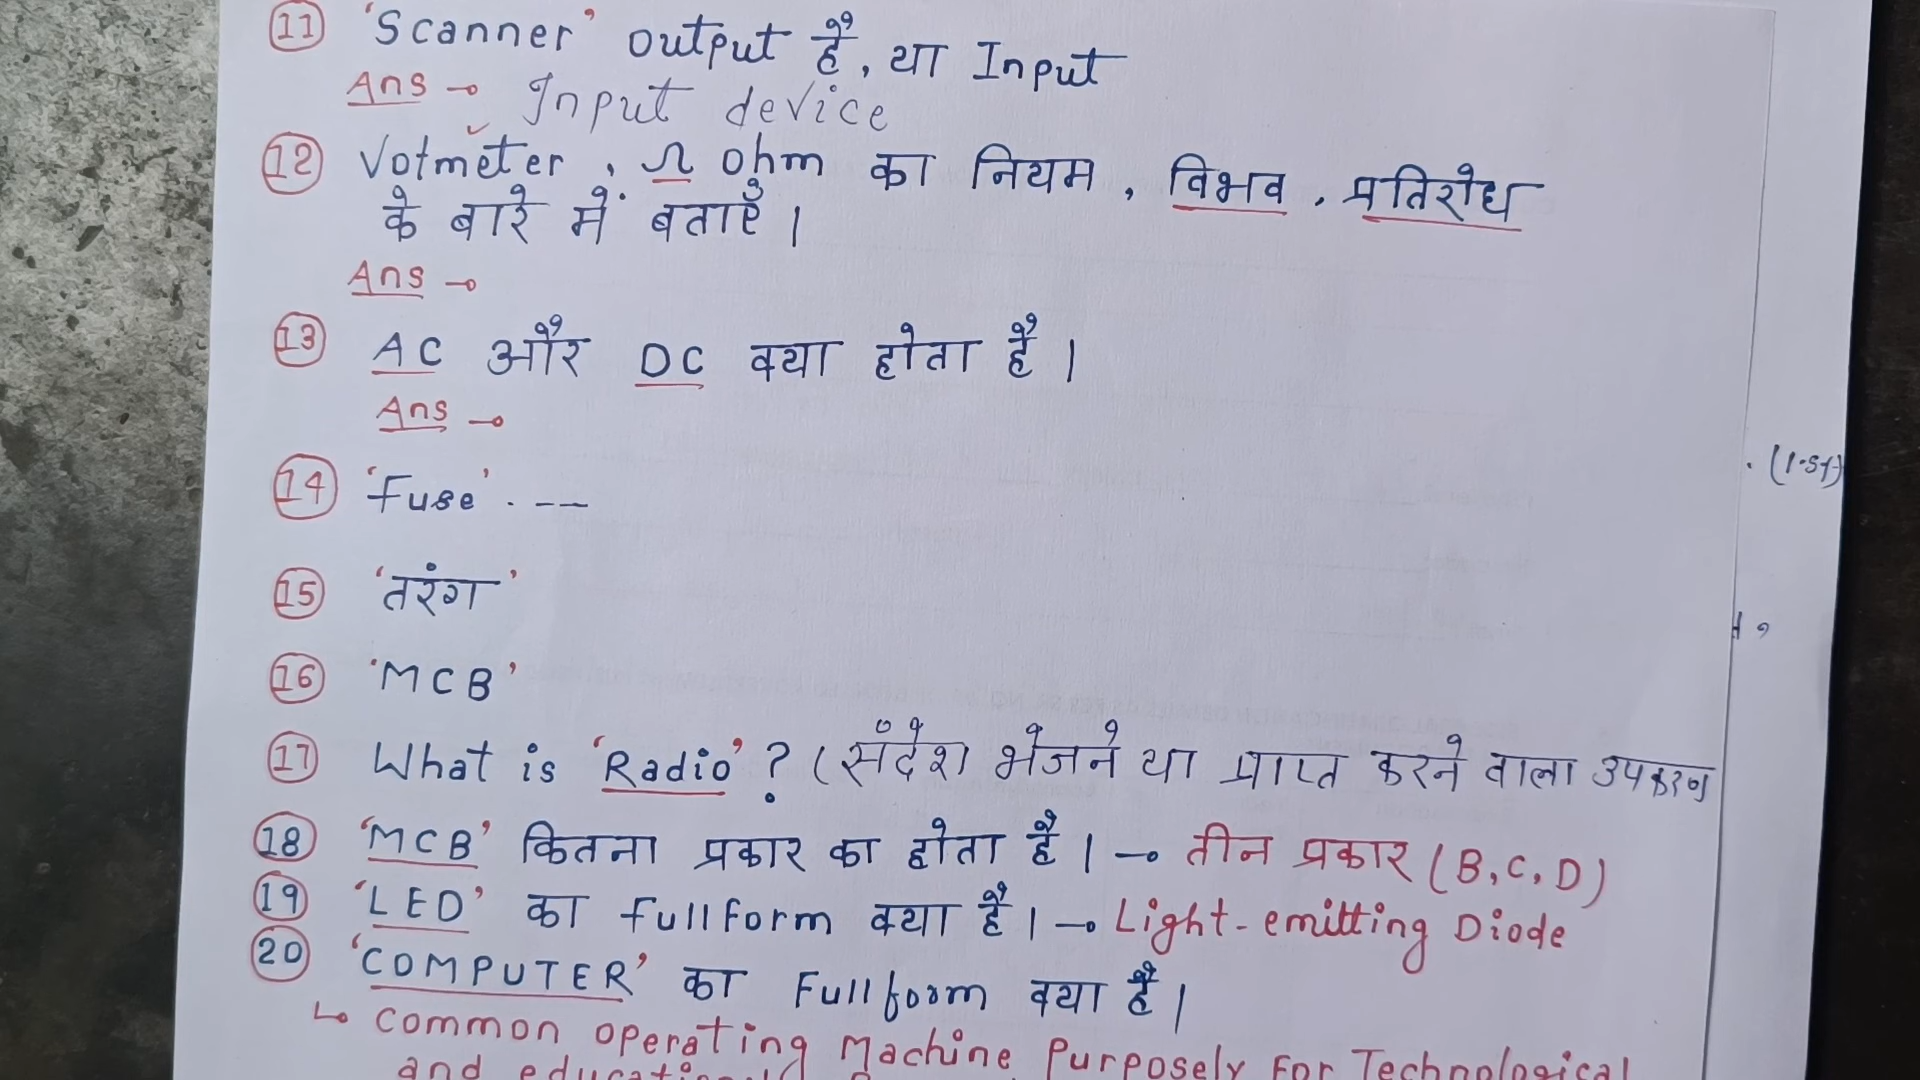 11 'Scanner' output है, या Input
Ans → Input device
12 Votmeter, Ω ohm का नियम, विभव, प्रतिरोध
के बारे में बताएँ।
Ans →
13 AC और DC क्या होता है।
Ans →
14 'Fuse'. --
15 'तरंग'
16 'MCB'
17 What is 'Radio'? (संदेश भेजने या प्राप्त करने वाला उपकरण
18 'MCB' कितना प्रकार का होता है। → तीन प्रकार (B, C, D)
19 'LED' का Fullform क्या है। → Light-emitting Diode
20 'COMPUTER' का Fullform क्या है।
↳ Common operating Machine Purposely For Technological
and